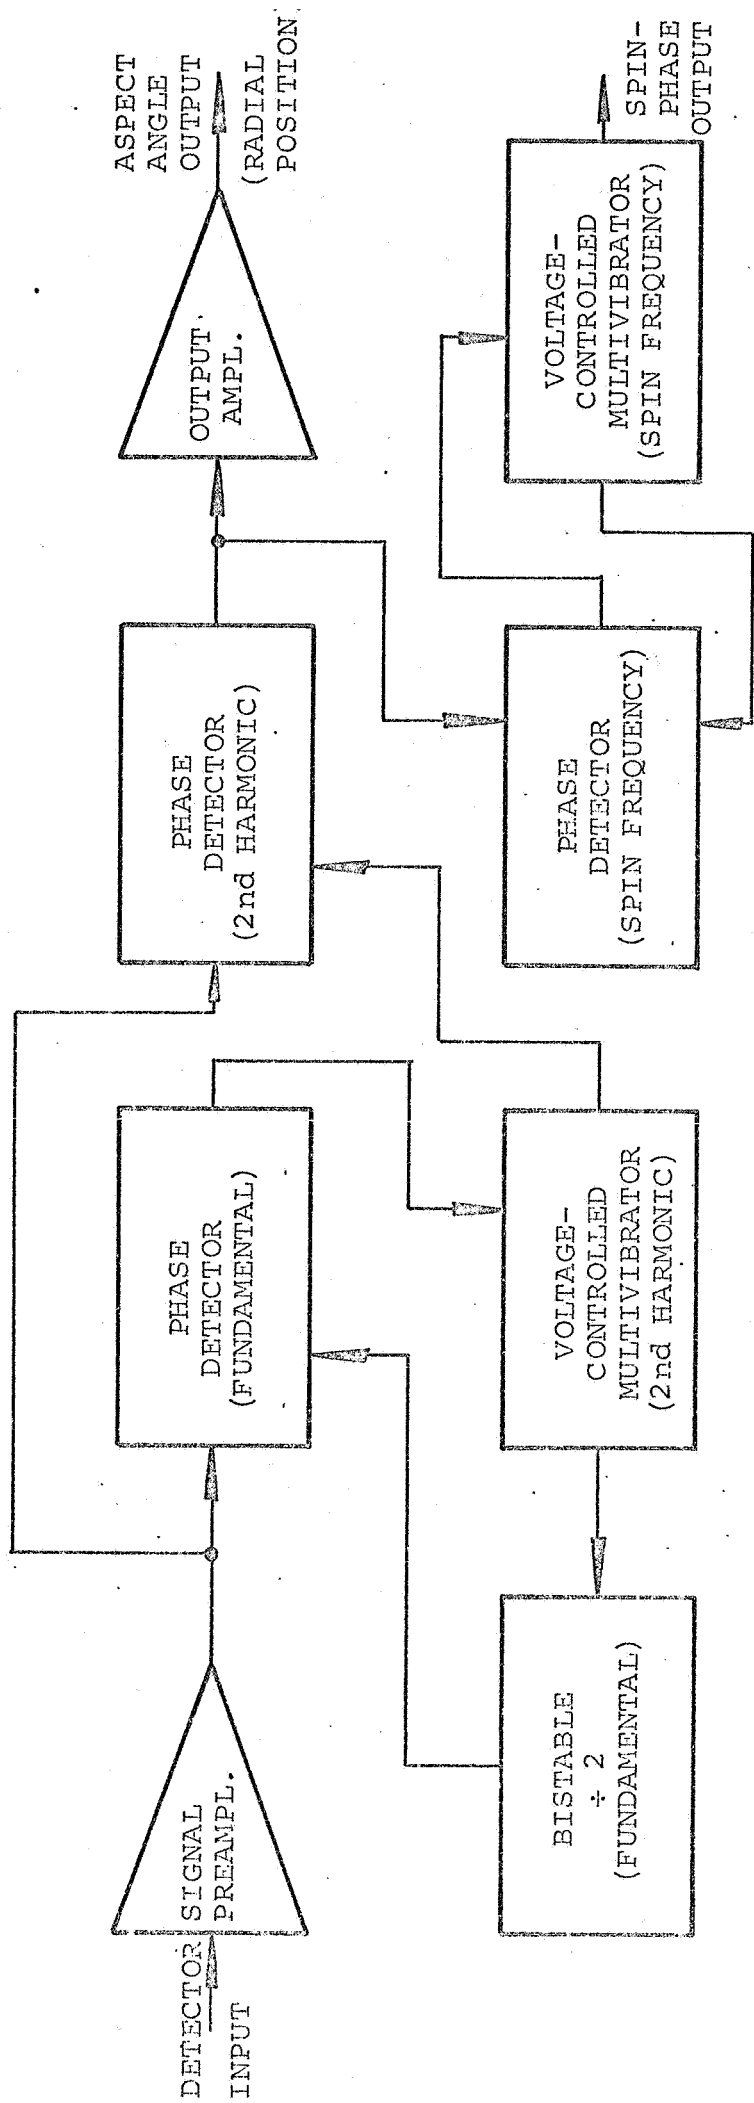 DETECTOR
INPUT
SIGNAL
PREAMPL.
PHASE
DETECTOR
(FUNDAMENTAL)
PHASE
DETECTOR
(2nd HARMONIC)
OUTPUT
AMPL.
ASPECT
ANGLE
OUTPUT
(RADIAL
POSITION
BISTABLE
÷ 2
(FUNDAMENTAL)
VOLTAGE-
CONTROLLED
MULTIVIBRATOR
(2nd HARMONIC)
PHASE
DETECTOR
(SPIN FREQUENCY)
VOLTAGE-
CONTROLLED
MULTIVIBRATOR
(SPIN FREQUENCY)
SPIN-
PHASE
OUTPUT